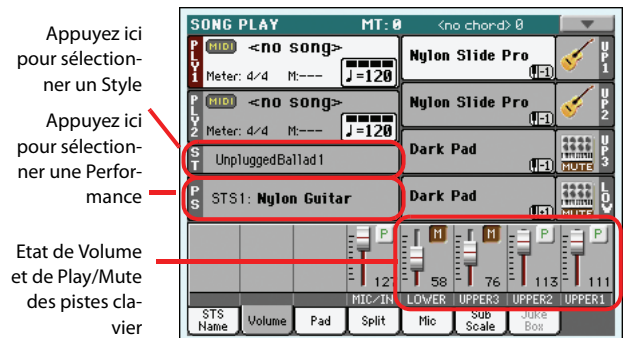 Appuyez ici
pour sélection-
ner un Style
Appuyez ici
pour sélection-
ner une Perfor-
mance
Etat de Volume
et de Play/Mute
des pistes cla-
vier
SONG PLAY MT: 0 <no chord> 0
PLY1 MIDI <no song>
Meter: 4/4 M:--- ♩=120
PLY2 MIDI <no song>
Meter: 4/4 M:--- ♩=120
ST UnpluggedBallad1
PS STS1: Nylon Guitar
Nylon Slide Pro -1 UP1
Nylon Slide Pro -1 UP2
Dark Pad -1 MUTE UP3
Dark Pad +1 MUTE LOW
P M M P P
127 58 76 113 111
MIC/IN LOWER UPPER3 UPPER2 UPPER1
STS Name Volume Pad Split Mic Sub Scale Juke Box